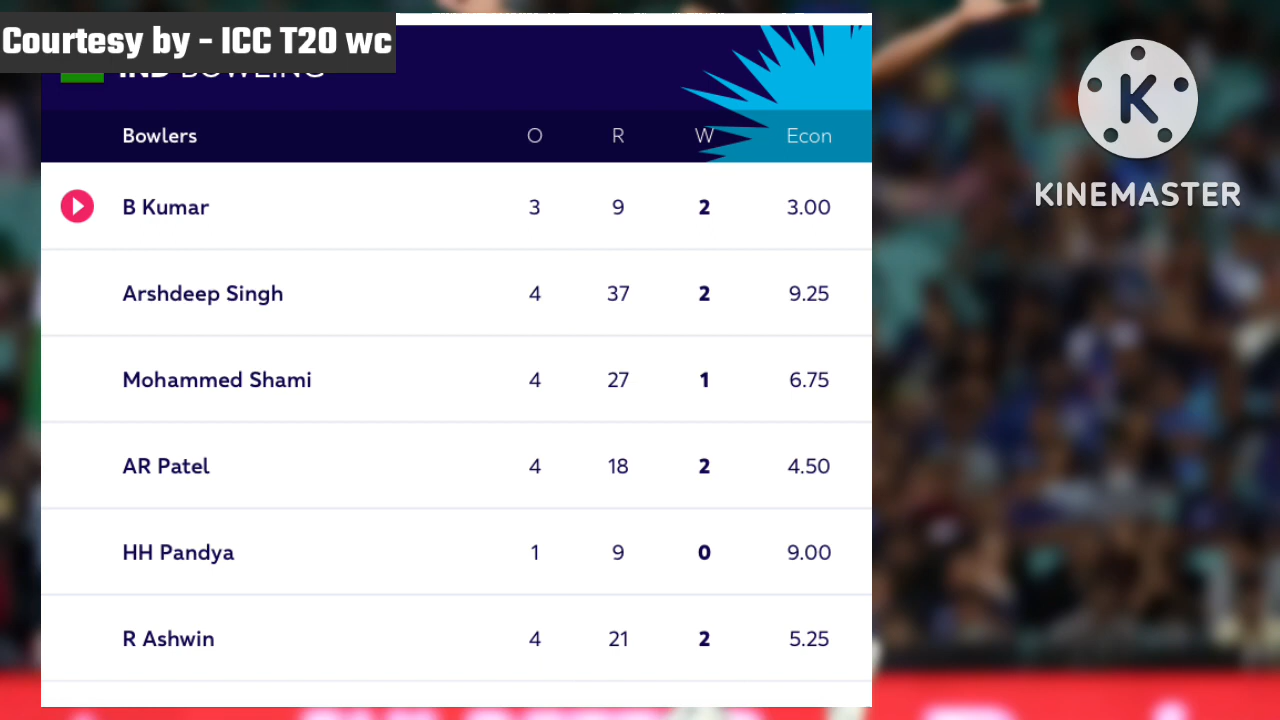 Courtesy by - ICC T20 wc
IND BOWLING
Bowlers O R W Econ
B Kumar 3 9 2 3.00
Arshdeep Singh 4 37 2 9.25
Mohammed Shami 4 27 1 6.75
AR Patel 4 18 2 4.50
HH Pandya 1 9 0 9.00
R Ashwin 4 21 2 5.25
K
KINEMASTER